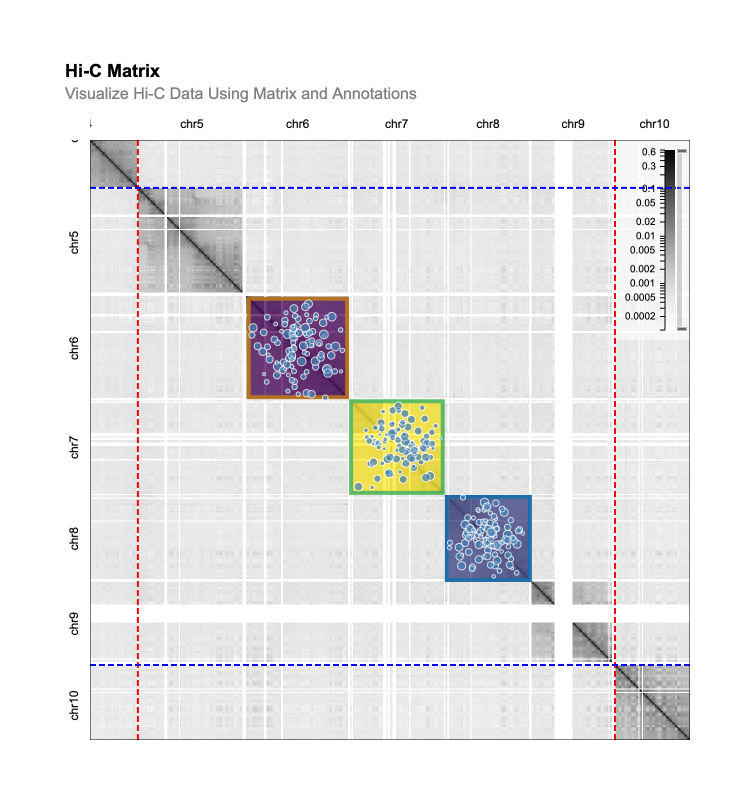 Hi-C Matrix
Visualize Hi-C Data Using Matrix and Annotations
chr5 chr6 chr7 chr8 chr9 chr10
0.6
0.3
0.1
0.05
0.02
0.01
0.005
0.002
0.001
0.0005
0.0002
chr5
chr6
chr7
chr8
chr9
chr10